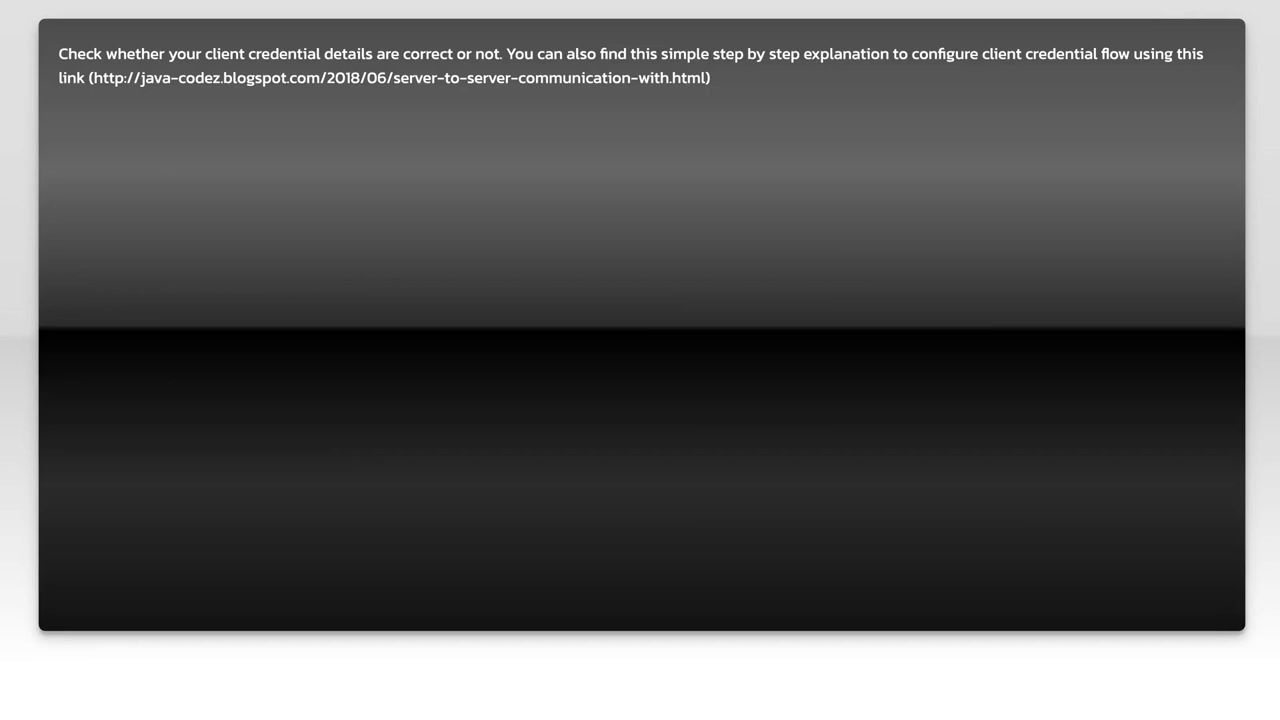 Check whether your client credential details are correct or not. You can also find this simple step by step explanation to configure client credential flow using this
link (http://java-codez.blogspot.com/2018/06/server-to-server-communication-with.html)